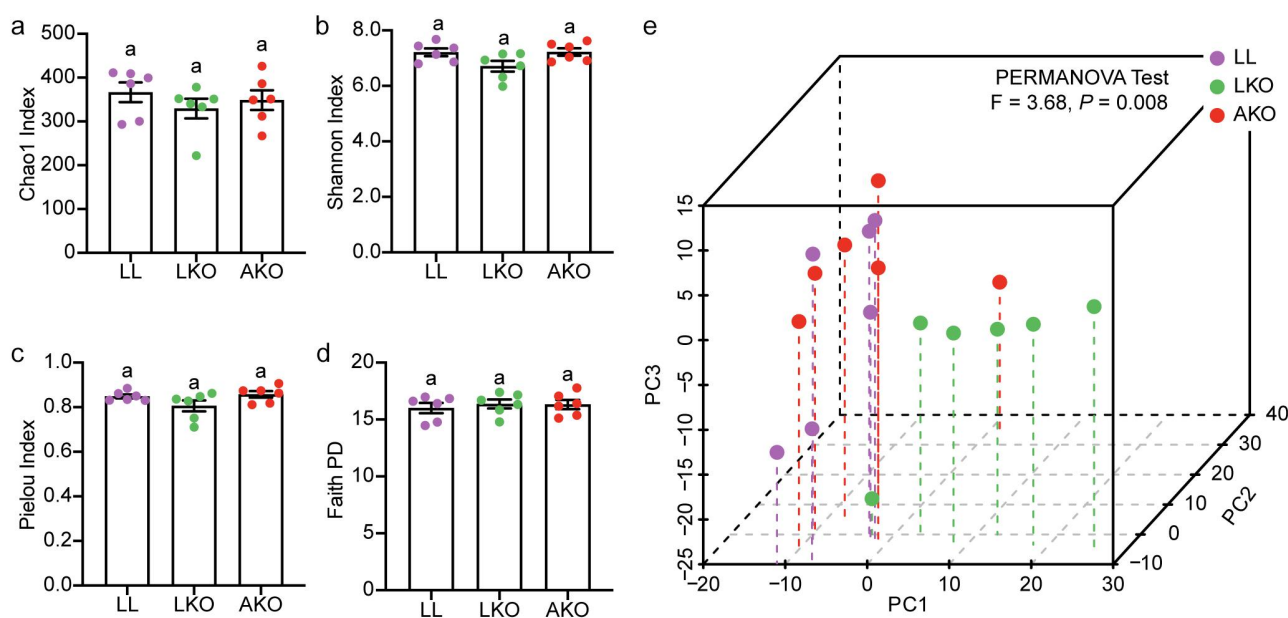 a
500
400
300
200
100
0
Chao1 Index
a
a
a
LL
LKO
AKO
b
8.0
6.0
4.0
2.0
0.0
Shannon Index
a
a
a
LL
LKO
AKO
c
1.0
0.8
0.6
0.4
0.2
0.0
Pielou Index
a
a
a
LL
LKO
AKO
d
20
15
10
5
0
Faith PD
a
a
a
LL
LKO
AKO
e
PERMANOVA Test
F = 3.68, P = 0.008
LL
LKO
AKO
15
10
5
0
−5
−10
−15
−20
−25
PC3
−20
−10
0
10
20
30
PC1
40
30
20
10
0
−10
PC2